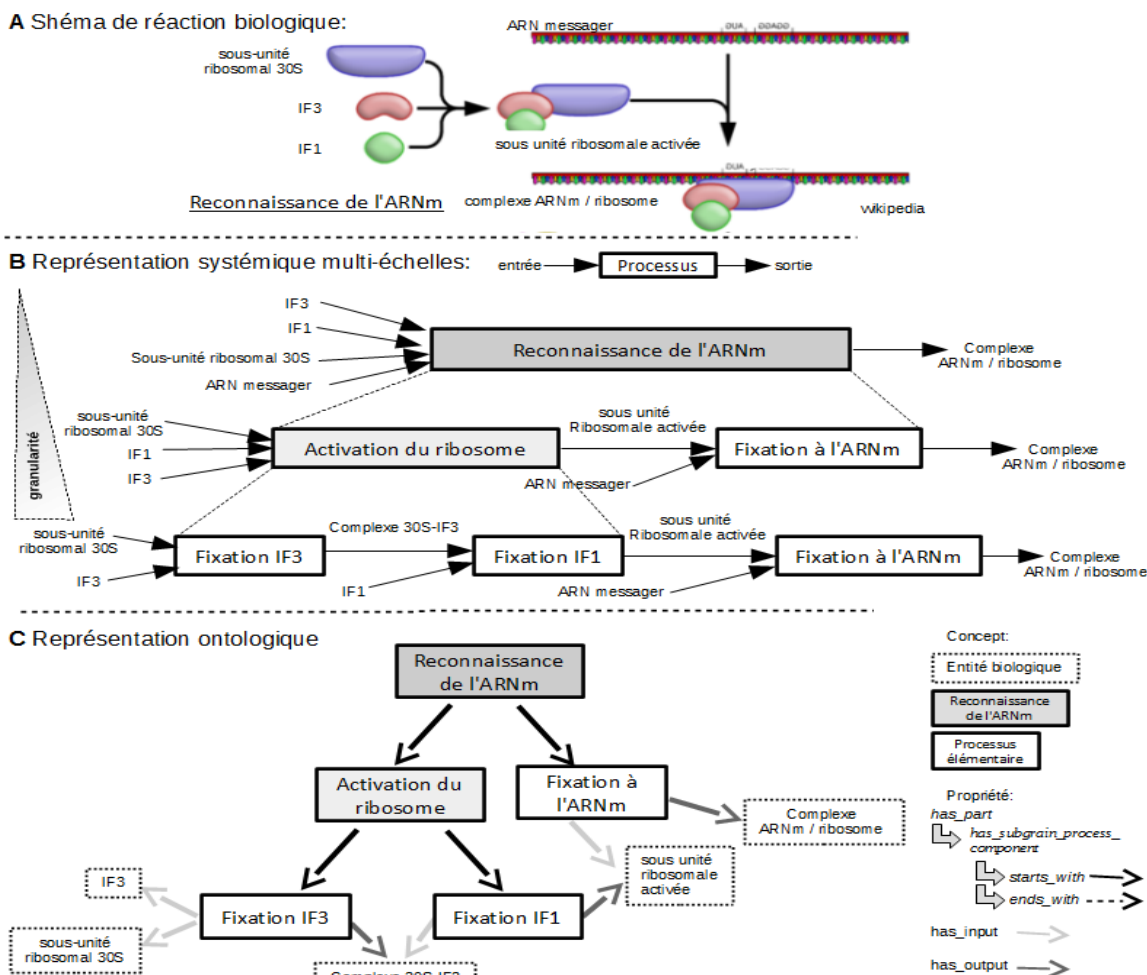 A Shéma de réaction biologique:
ARN messager
sous-unité
ribosomal 30S
IF3
IF1
sous unité ribosomale activée
Reconnaissance de l'ARNm
complexe ARNm / ribosome
wikipedia
B Représentation systémique multi-échelles:
entrée
Processus
sortie
granularité
IF3
IF1
Sous-unité ribosomal 30S
ARN messager
Reconnaissance de l'ARNm
Complexe
ARNm / ribosome
sous-unité
ribosomal 30S
IF1
IF3
Activation du ribosome
sous unité
Ribosomale activée
ARN messager
Fixation à l'ARNm
Complexe
ARNm / ribosome
sous-unité
ribosomal 30S
IF3
Fixation IF3
Complexe 30S-IF3
IF1
Fixation IF1
sous unité
Ribosomale activée
ARN messager
Fixation à l'ARNm
Complexe
ARNm / ribosome
C Représentation ontologique
Reconnaissance
de l'ARNm
Activation du
ribosome
Fixation à
l'ARNm
Complexe
ARNm / ribosome
sous unité
ribosomale
activée
IF3
sous-unité
ribosomal 30S
Fixation IF3
Fixation IF1
Complexe 30S-IF3
Concept:
Entité biologique
Reconnaissance
de l'ARNm
Processus
élémentaire
Propriété:
has_part
has_subgrain_process_
component
starts_with
ends_with
has_input
has_output